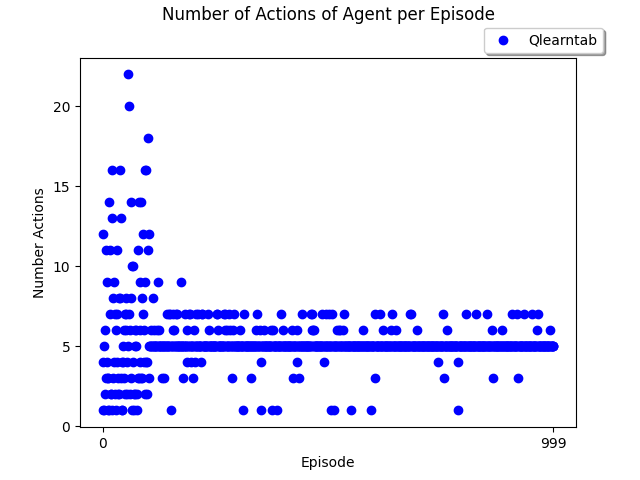 Number of Actions of Agent per Episode
Qlearntab
20
15
10
5
0
Number Actions
0
999
Episode